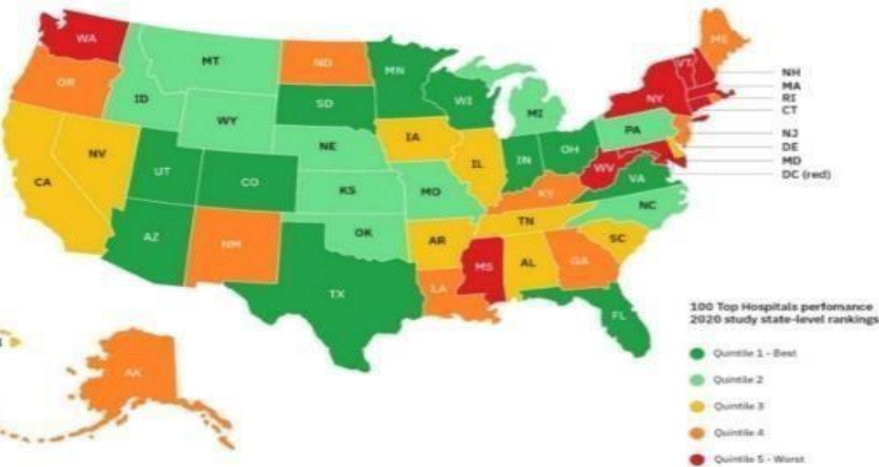 WA
ME
MT
ND
MN
VT
OR
NH
ID
SD
WI
NY
MA
MI
RI
WY
CT
IA
PA
NE
NJ
NV
IL
IN
OH
DE
UT
MD
CA
CO
WV
VA
DC (red)
KS
MO
KY
NC
TN
OK
AZ
NM
AR
SC
MS
AL
GA
TX
LA
100 Top Hospitals perfomance
2020 study state-level rankings
FL
Quintile 1 - Best
AK
Quintile 2
Quintile 3
Quintile 4
Quintile 5 - Worst